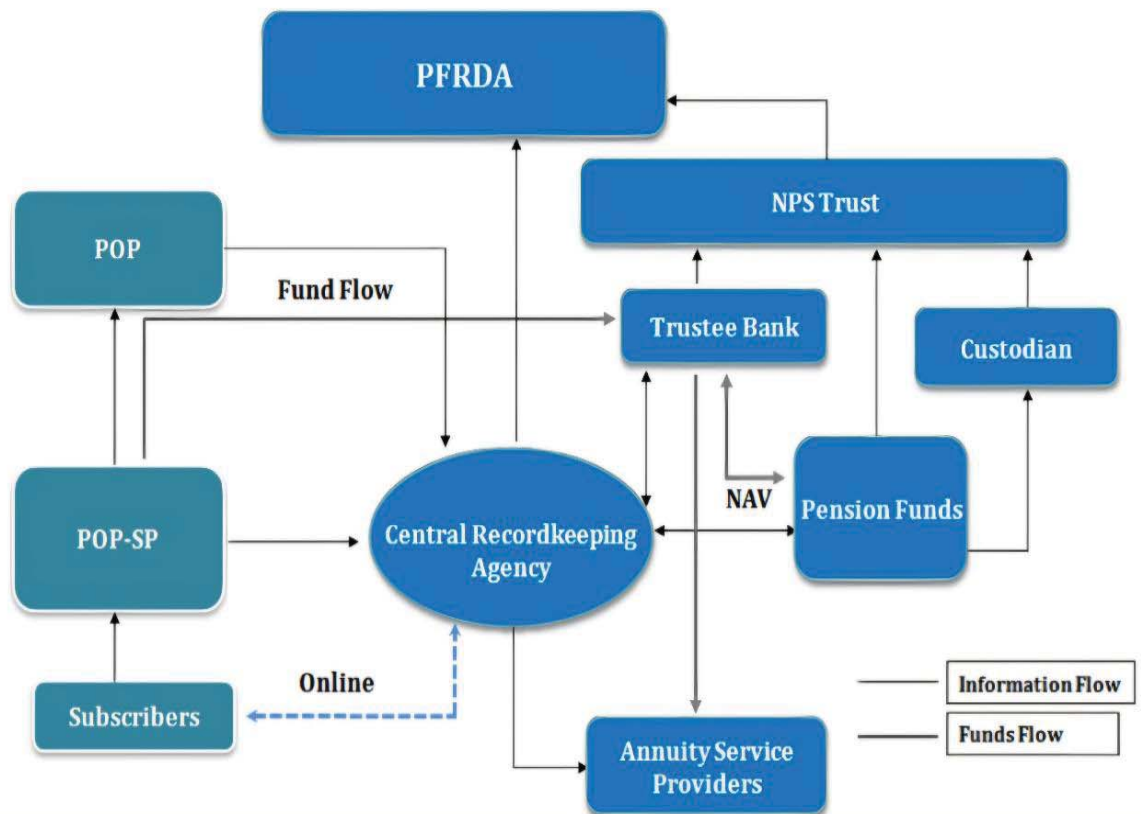 PFRDA
NPS Trust
POP
Fund Flow
Trustee Bank
Custodian
POP-SP
Central Recordkeeping
Agency
NAV
Pension Funds
Online
Subscribers
Annuity Service
Providers
Information Flow
Funds Flow